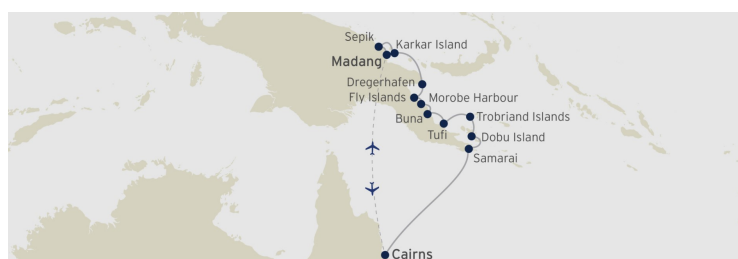 Sepik
Karkar Island
Madang
Dregerhafen
Fly Islands
Morobe Harbour
Buna
Trobriand Islands
Tufi
Dobu Island
Samarai
Cairns